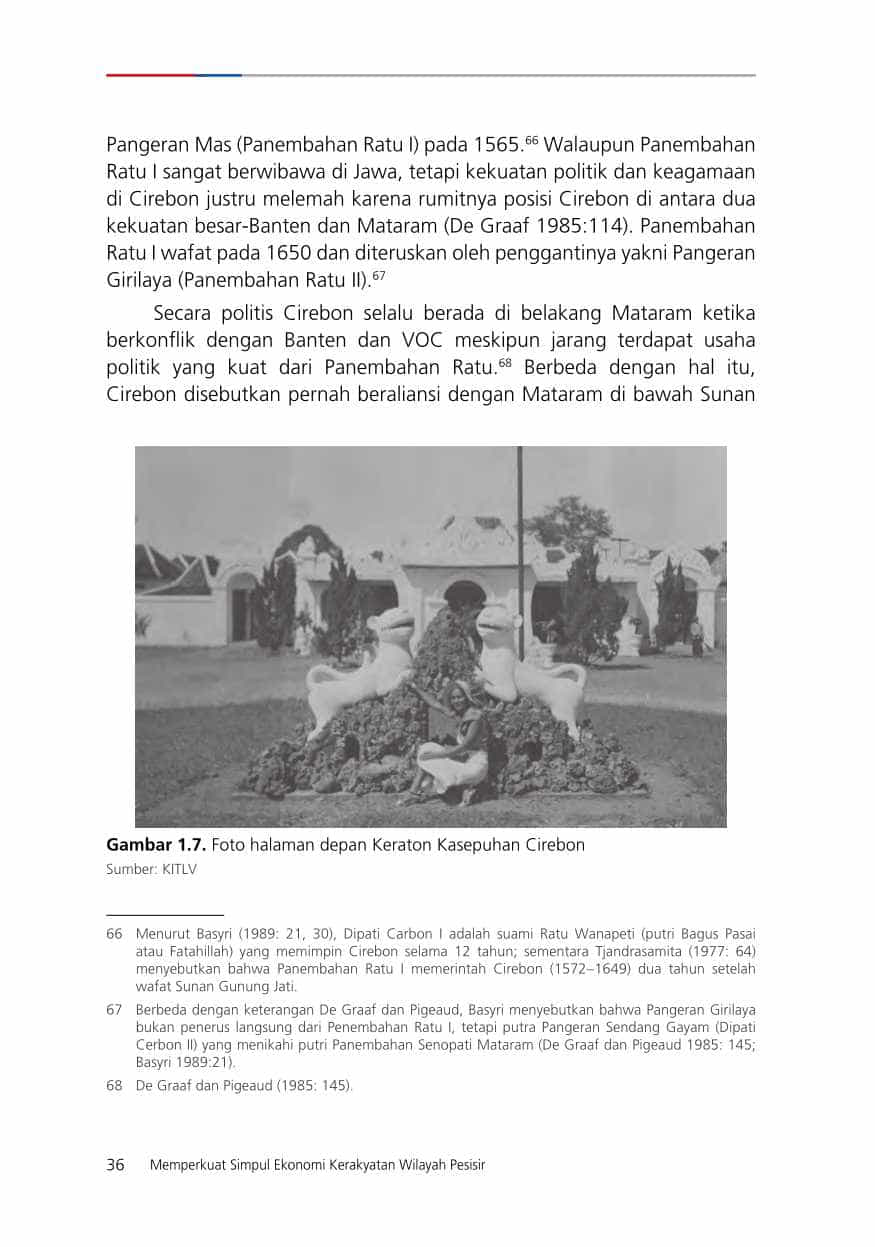 Pangeran Mas (Panembahan Ratu I) pada 1565.⁶⁶ Walaupun Panembahan
Ratu I sangat berwibawa di Jawa, tetapi kekuatan politik dan keagamaan
di Cirebon justru melemah karena rumitnya posisi Cirebon di antara dua
kekuatan besar-Banten dan Mataram (De Graaf 1985:114). Panembahan
Ratu I wafat pada 1650 dan diteruskan oleh penggantinya yakni Pangeran
Girilaya (Panembahan Ratu II).⁶⁷
Secara politis Cirebon selalu berada di belakang Mataram ketika
berkonflik dengan Banten dan VOC meskipun jarang terdapat usaha
politik yang kuat dari Panembahan Ratu.⁶⁸ Berbeda dengan hal itu,
Cirebon disebutkan pernah beraliansi dengan Mataram di bawah Sunan
Gambar 1.7. Foto halaman depan Keraton Kasepuhan Cirebon
Sumber: KITLV
66 Menurut Basyri (1989: 21, 30), Dipati Carbon I adalah suami Ratu Wanapeti (putri Bagus Pasai
atau Fatahillah) yang memimpin Cirebon selama 12 tahun; sementara Tjandrasamita (1977: 64)
menyebutkan bahwa Panembahan Ratu I memerintah Cirebon (1572–1649) dua tahun setelah
wafat Sunan Gunung Jati.
67 Berbeda dengan keterangan De Graaf dan Pigeaud, Basyri menyebutkan bahwa Pangeran Girilaya
bukan penerus langsung dari Penembahan Ratu I, tetapi putra Pangeran Sendang Gayam (Dipati
Cerbon II) yang menikahi putri Panembahan Senopati Mataram (De Graaf dan Pigeaud 1985: 145;
Basyri 1989:21).
68 De Graaf dan Pigeaud (1985: 145).
36 Memperkuat Simpul Ekonomi Kerakyatan Wilayah Pesisir